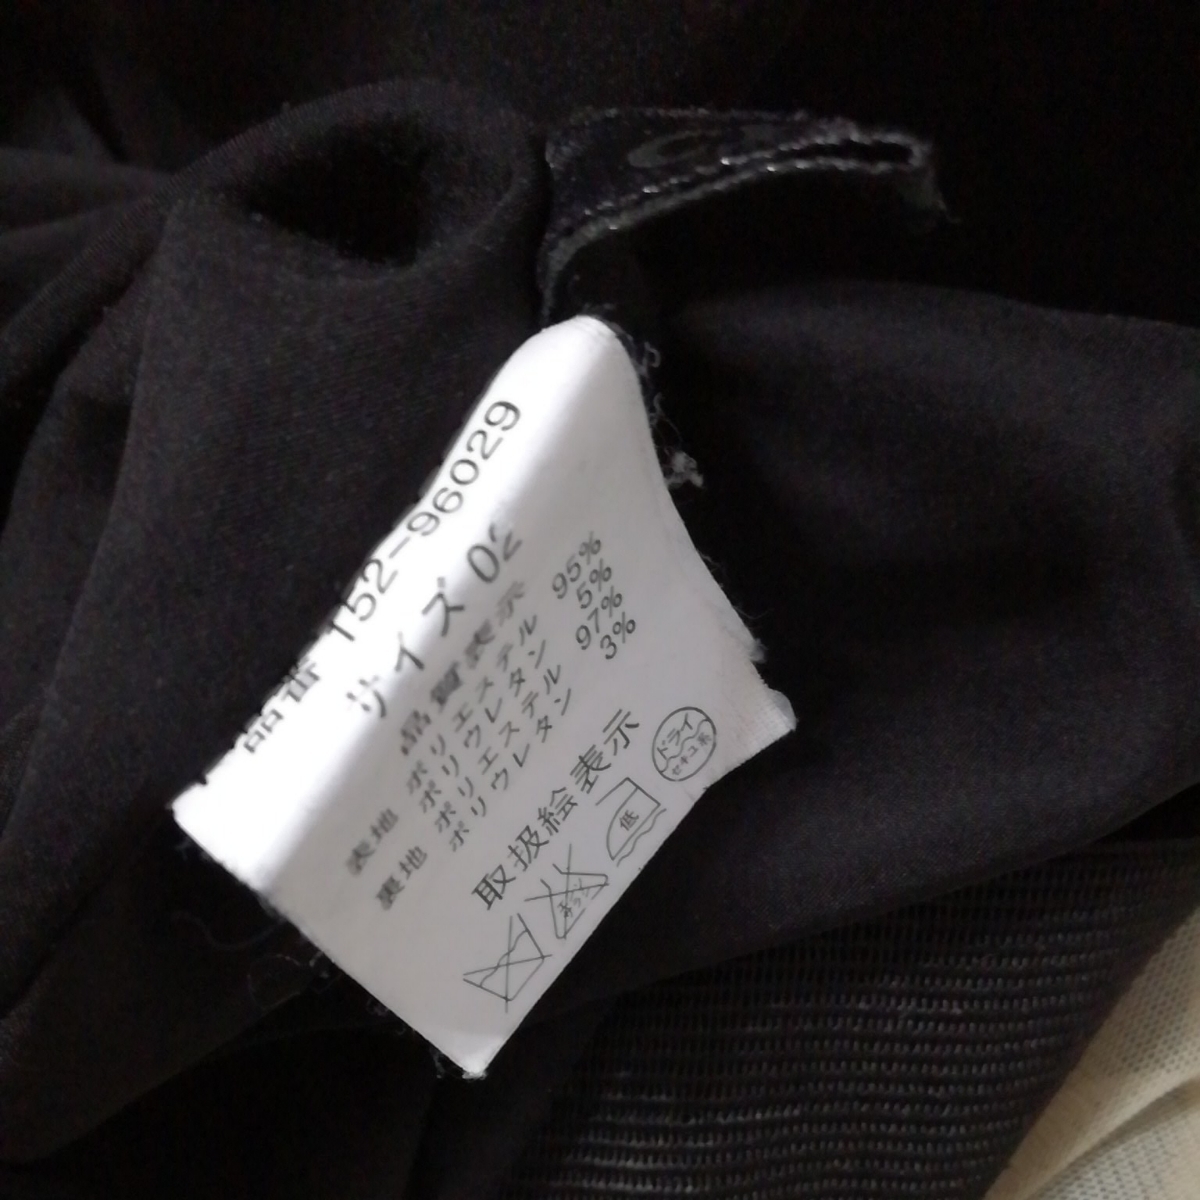 品番 152-96029
サイズ 02
品質表示
表地 ポリエステル 95%
ポリウレタン 5%
裏地 ポリエステル 97%
ポリウレタン 3%
取扱絵表示
低
ドライ
セキユ系